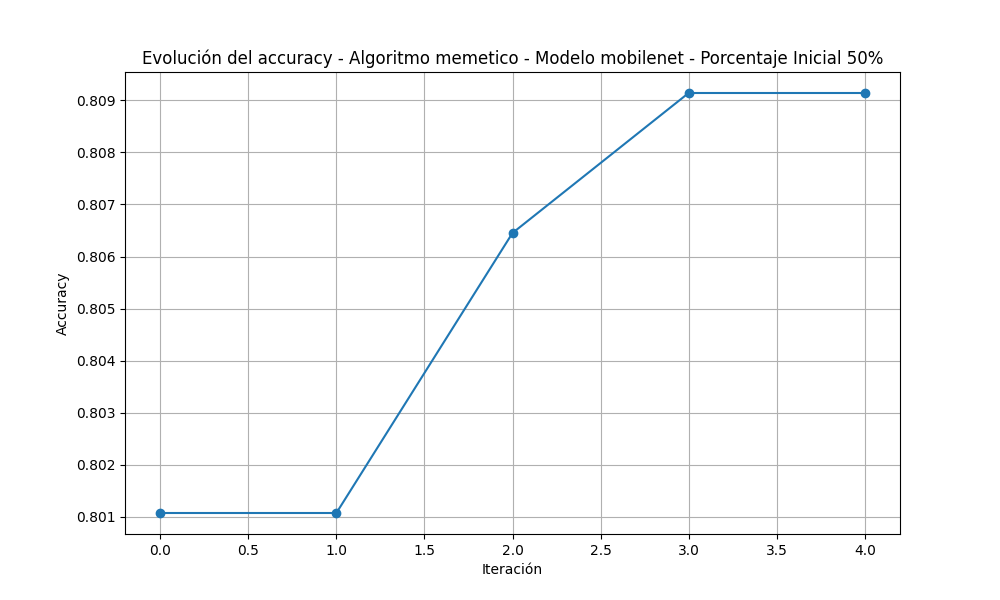 Evolución del accuracy - Algoritmo memetico - Modelo mobilenet - Porcentaje Inicial 50%
0.809
0.808
0.807
0.806
0.805
0.804
0.803
0.802
0.801
Accuracy
0.0 0.5 1.0 1.5 2.0 2.5 3.0 3.5 4.0
Iteración